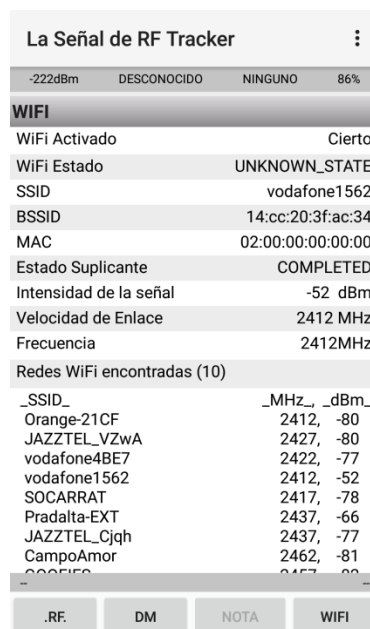 La Señal de RF Tracker
-222dBm DESCONOCIDO NINGUNO 86%
WIFI
WiFi Activado Cierto
WiFi Estado UNKNOWN_STATE
SSID vodafone1562
BSSID 14:cc:20:3f:ac:34
MAC 02:00:00:00:00:00
Estado Suplicante COMPLETED
Intensidad de la señal -52 dBm
Velocidad de Enlace 2412 MHz
Frecuencia 2412MHz
Redes WiFi encontradas (10)
_SSID_ _MHz_, _dBm_
Orange-21CF 2412, -80
JAZZTEL_VZwA 2427, -80
vodafone4BE7 2422, -77
vodafone1562 2412, -52
SOCARRAT 2417, -78
Pradalta-EXT 2437, -66
JAZZTEL_Cjqh 2437, -77
CampoAmor 2462, -81
-- --
.RF. DM NOTA WIFI